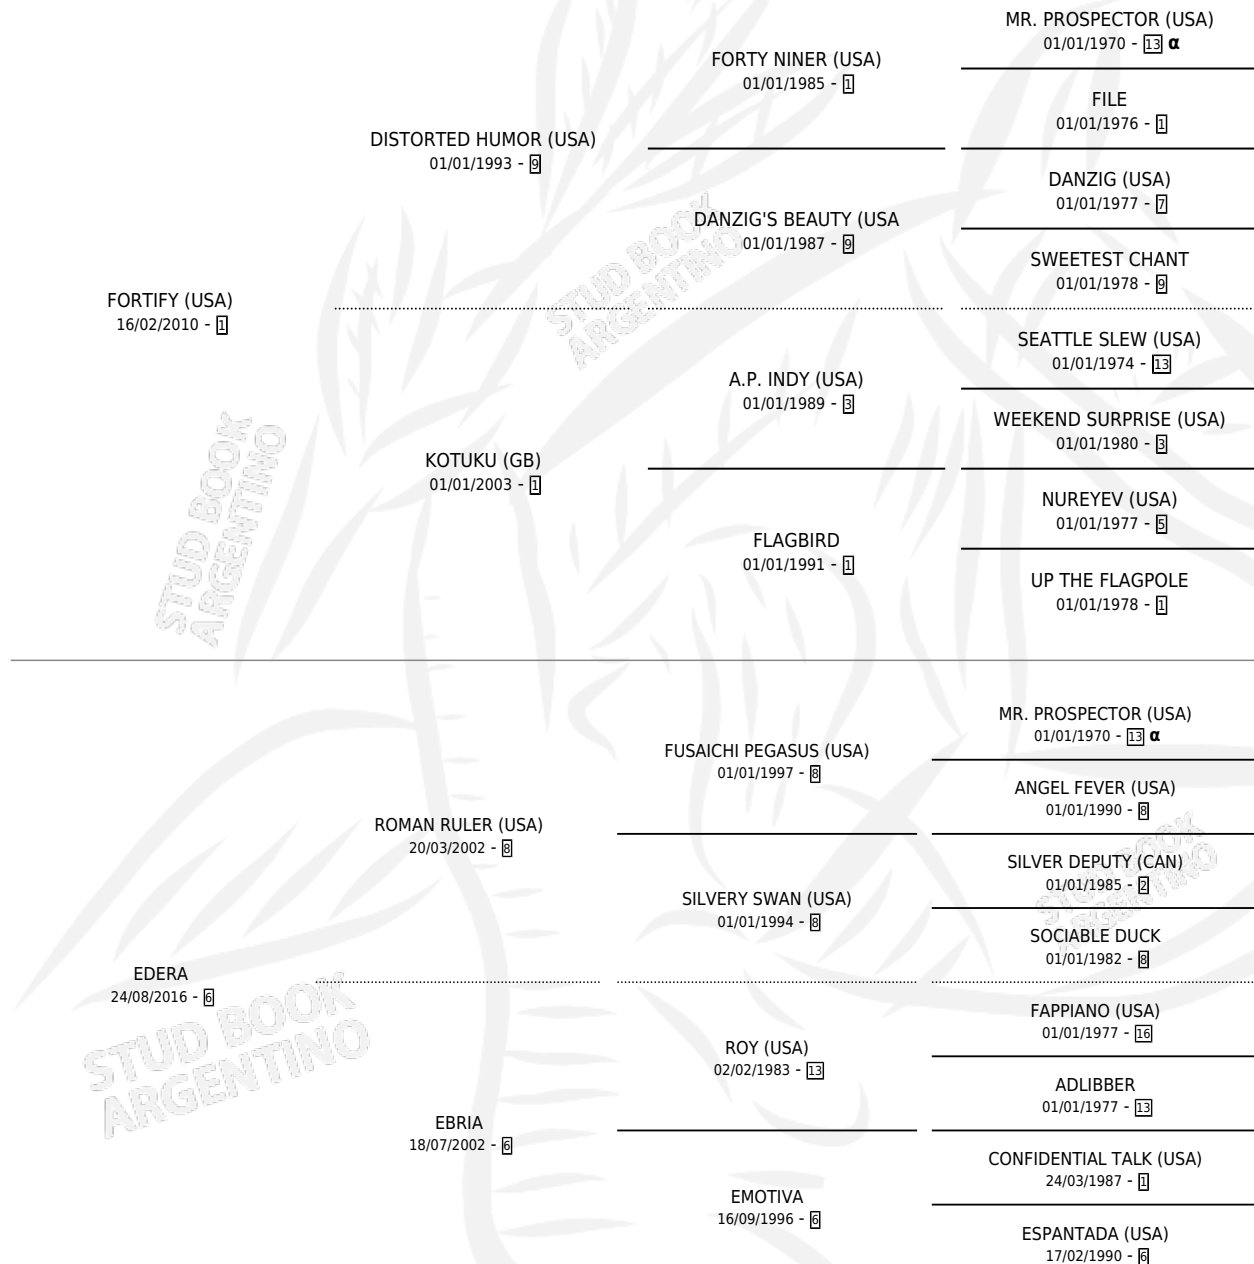 MR. PROSPECTOR (USA)
01/01/1970 - 13 α
FORTY NINER (USA)
01/01/1985 - 1
FILE
01/01/1976 - 1
DISTORTED HUMOR (USA)
01/01/1993 - 9
DANZIG (USA)
01/01/1977 - 7
DANZIG'S BEAUTY (USA
01/01/1987 - 9
SWEETEST CHANT
01/01/1978 - 9
STUD BOOK
ARGENTINO
FORTIFY (USA)
16/02/2010 - 1
SEATTLE SLEW (USA)
01/01/1974 - 13
A.P. INDY (USA)
01/01/1989 - 3
WEEKEND SURPRISE (USA)
01/01/1980 - 3
KOTUKU (GB)
01/01/2003 - 1
NUREYEV (USA)
01/01/1977 - 5
FLAGBIRD
01/01/1991 - 1
UP THE FLAGPOLE
01/01/1978 - 1
STUD BOOK
ARGENTINO
MR. PROSPECTOR (USA)
01/01/1970 - 13 α
FUSAICHI PEGASUS (USA)
01/01/1997 - 8
ANGEL FEVER (USA)
01/01/1990 - 8
ROMAN RULER (USA)
20/03/2002 - 8
SILVER DEPUTY (CAN)
01/01/1985 - 2
SILVERY SWAN (USA)
01/01/1994 - 8
SOCIABLE DUCK
01/01/1982 - 8
STUD BOOK
ARGENTINO
EDERA
24/08/2016 - 6
FAPPIANO (USA)
01/01/1977 - 16
ROY (USA)
02/02/1983 - 13
ADLIBBER
01/01/1977 - 13
EBRIA
18/07/2002 - 6
CONFIDENTIAL TALK (USA)
24/03/1987 - 1
EMOTIVA
16/09/1996 - 6
ESPANTADA (USA)
17/02/1990 - 6
STUD BOOK
ARGENTINO